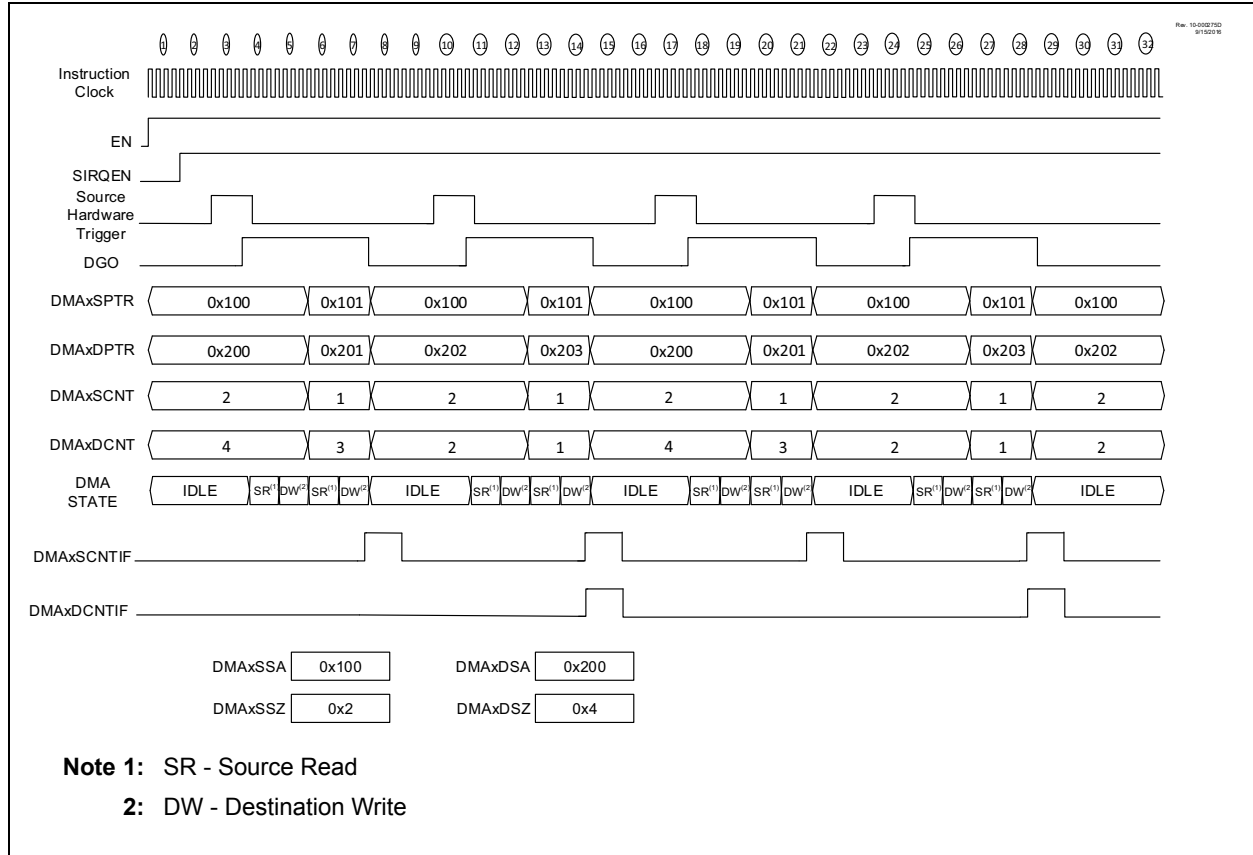 Rev. 10-000275D
9/15/2016
1 2 3 4 5 6 7 8 9 10 11 12 13 14 15 16 17 18 19 20 21 22 23 24 25 26 27 28 29 30 31 32
Instruction
Clock
EN
SIRQEN
Source
Hardware
Trigger
DGO
DMAxSPTR 0x100 0x101 0x100 0x101 0x100 0x101 0x100 0x101 0x100
DMAxDPTR 0x200 0x201 0x202 0x203 0x200 0x201 0x202 0x203 0x202
DMAxSCNT 2 1 2 1 2 1 2 1 2
DMAxDCNT 4 3 2 1 4 3 2 1 2
DMA
STATE
IDLE SR(1) DW(2) SR(1) DW(2) IDLE SR(1) DW(2 SR(1) DW(2) IDLE SR(1) DW(2) SR(1) DW(2) IDLE SR(1) DW(2) SR(1) DW(2) IDLE
DMAxSCNTIF
DMAxDCNTIF
DMAxSSA 0x100 DMAxDSA 0x200
DMAxSSZ 0x2 DMAxDSZ 0x4
Note 1: SR - Source Read
2: DW - Destination Write